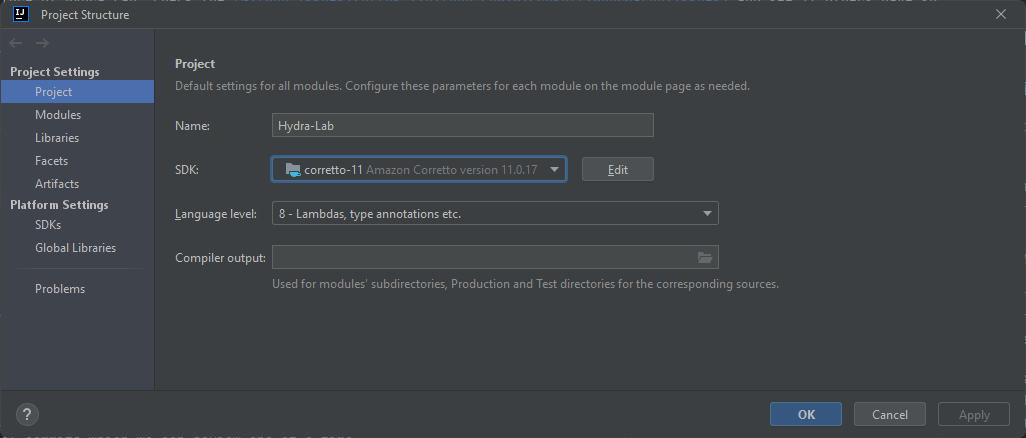 IJ Project Structure
Project Settings
Project
Modules
Libraries
Facets
Artifacts
Platform Settings
SDKs
Global Libraries
Problems
Project
Default settings for all modules. Configure these parameters for each module on the module page as needed.
Name: Hydra-Lab
SDK: corretto-11 Amazon Corretto version 11.0.17 Edit
Language level: 8 - Lambdas, type annotations etc.
Compiler output:
Used for modules' subdirectories, Production and Test directories for the corresponding sources.
? OK Cancel Apply